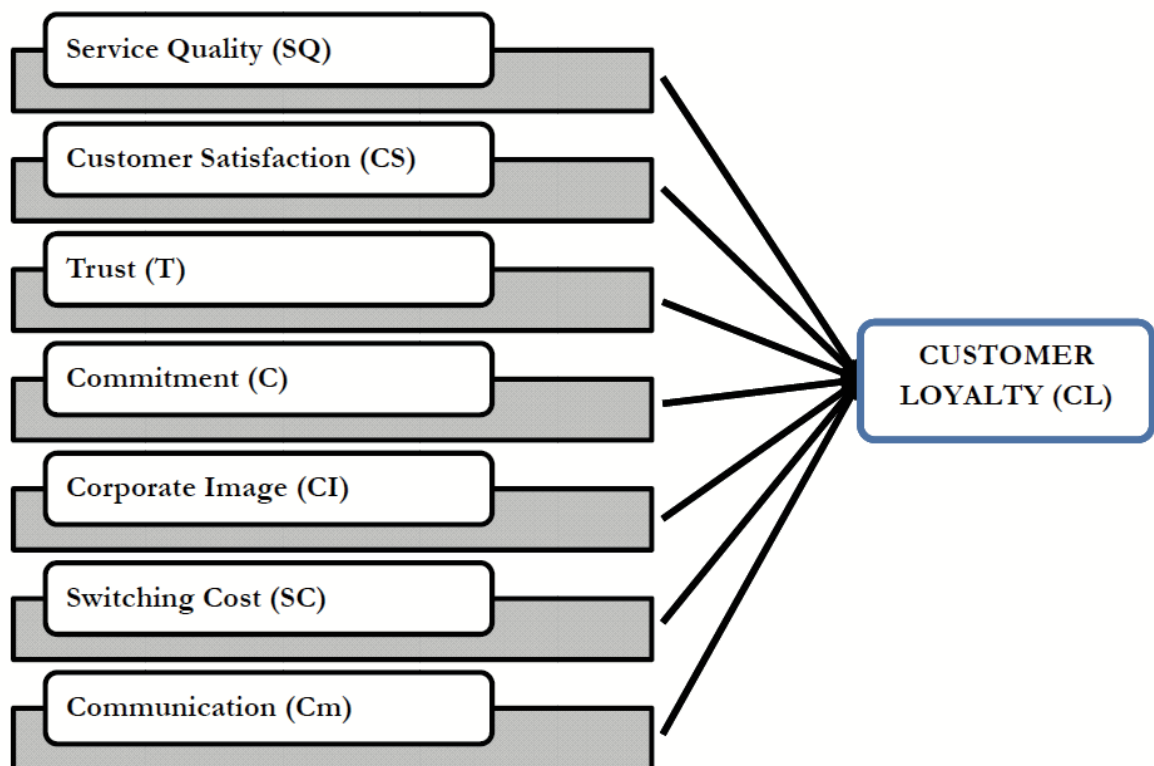 Service Quality (SQ)
Customer Satisfaction (CS)
Trust (T)
Commitment (C)
Corporate Image (CI)
Switching Cost (SC)
Communication (Cm)
CUSTOMER
LOYALTY (CL)